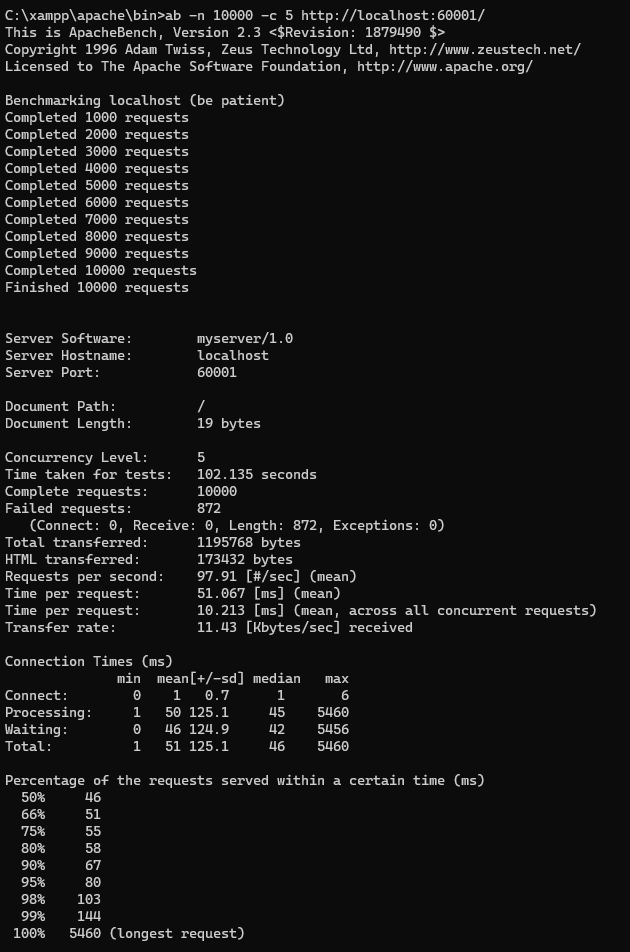 C:\xampp\apache\bin>ab -n 10000 -c 5 http://localhost:60001/
This is ApacheBench, Version 2.3 <$Revision: 1879490 $>
Copyright 1996 Adam Twiss, Zeus Technology Ltd, http://www.zeustech.net/
Licensed to The Apache Software Foundation, http://www.apache.org/

Benchmarking localhost (be patient)
Completed 1000 requests
Completed 2000 requests
Completed 3000 requests
Completed 4000 requests
Completed 5000 requests
Completed 6000 requests
Completed 7000 requests
Completed 8000 requests
Completed 9000 requests
Completed 10000 requests
Finished 10000 requests


Server Software:        myserver/1.0
Server Hostname:        localhost
Server Port:            60001

Document Path:          /
Document Length:        19 bytes

Concurrency Level:      5
Time taken for tests:   102.135 seconds
Complete requests:      10000
Failed requests:        872
   (Connect: 0, Receive: 0, Length: 872, Exceptions: 0)
Total transferred:      1195768 bytes
HTML transferred:       173432 bytes
Requests per second:    97.91 [#/sec] (mean)
Time per request:       51.067 [ms] (mean)
Time per request:       10.213 [ms] (mean, across all concurrent requests)
Transfer rate:          11.43 [Kbytes/sec] received

Connection Times (ms)
              min  mean[+/-sd] median   max
Connect:        0    1   0.7      1       6
Processing:     1   50 125.1     45    5460
Waiting:        0   46 124.9     42    5456
Total:          1   51 125.1     46    5460

Percentage of the requests served within a certain time (ms)
  50%     46
  66%     51
  75%     55
  80%     58
  90%     67
  95%     80
  98%    103
  99%    144
 100%   5460 (longest request)